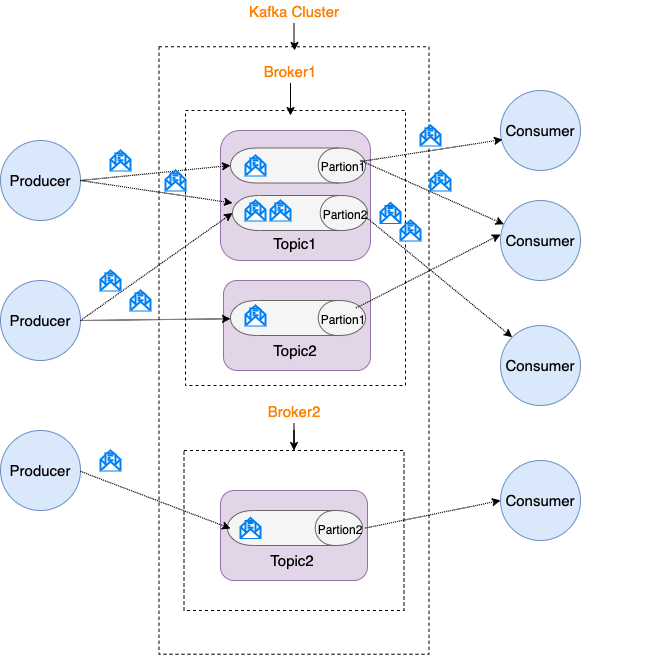 Kafka Cluster
Broker1
Producer
Partion1
Partion2
Topic1
Consumer
Consumer
Producer
Partion1
Topic2
Consumer
Broker2
Producer
Partion2
Topic2
Consumer